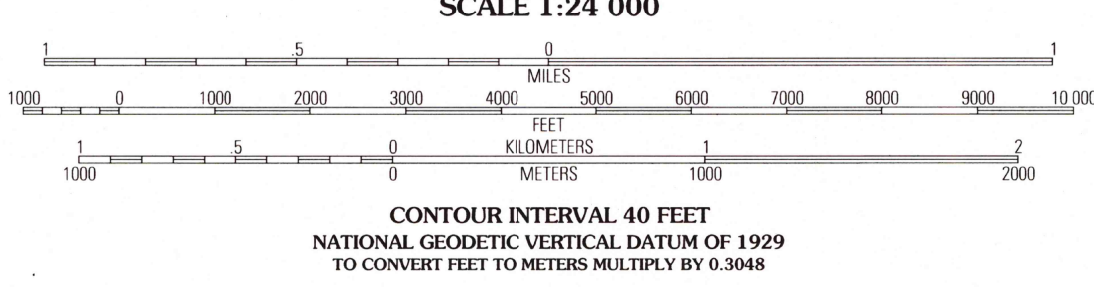 SCALE 1:24 000
1 .5 0 1
MILES
1000 0 1000 2000 3000 4000 5000 6000 7000 8000 9000 10 000
FEET
1 .5 0 KILOMETERS 1 2
1000 0 METERS 1000 2000
CONTOUR INTERVAL 40 FEET
NATIONAL GEODETIC VERTICAL DATUM OF 1929
TO CONVERT FEET TO METERS MULTIPLY BY 0.3048